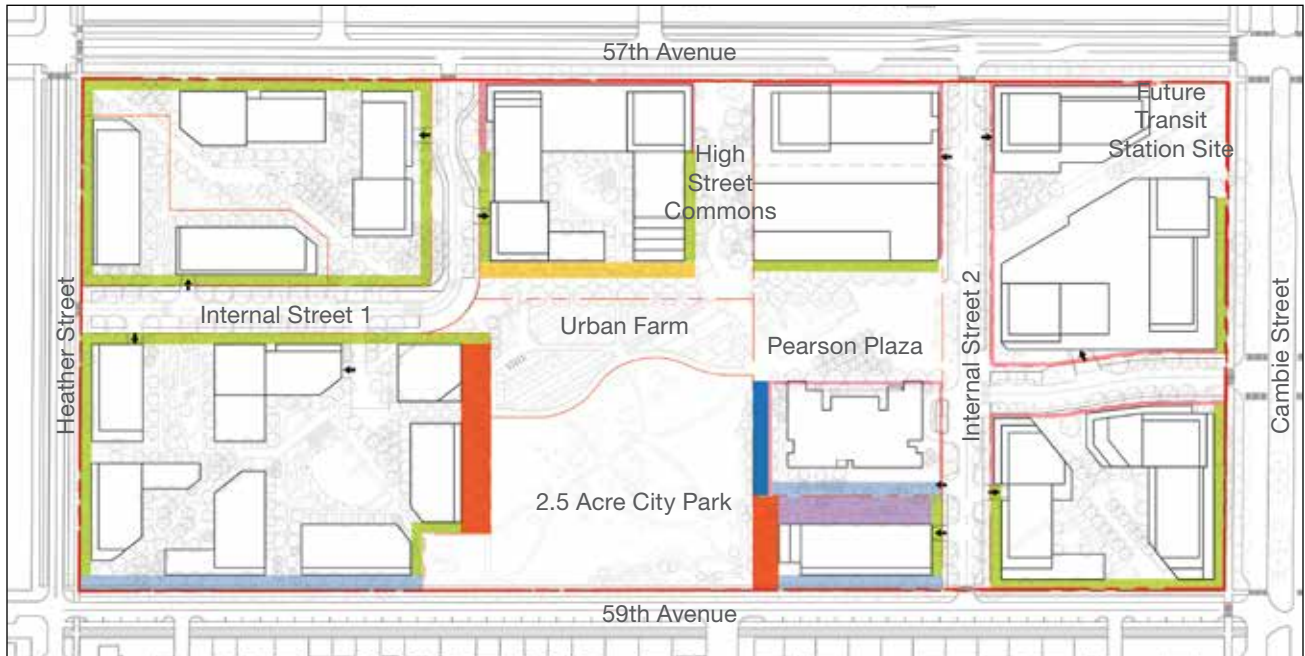 57th Avenue
Future
Transit
Station Site
High
Street
Commons
Heather Street
Internal Street 1
Urban Farm
Pearson Plaza
Internal Street 2
Cambie Street
2.5 Acre City Park
59th Avenue